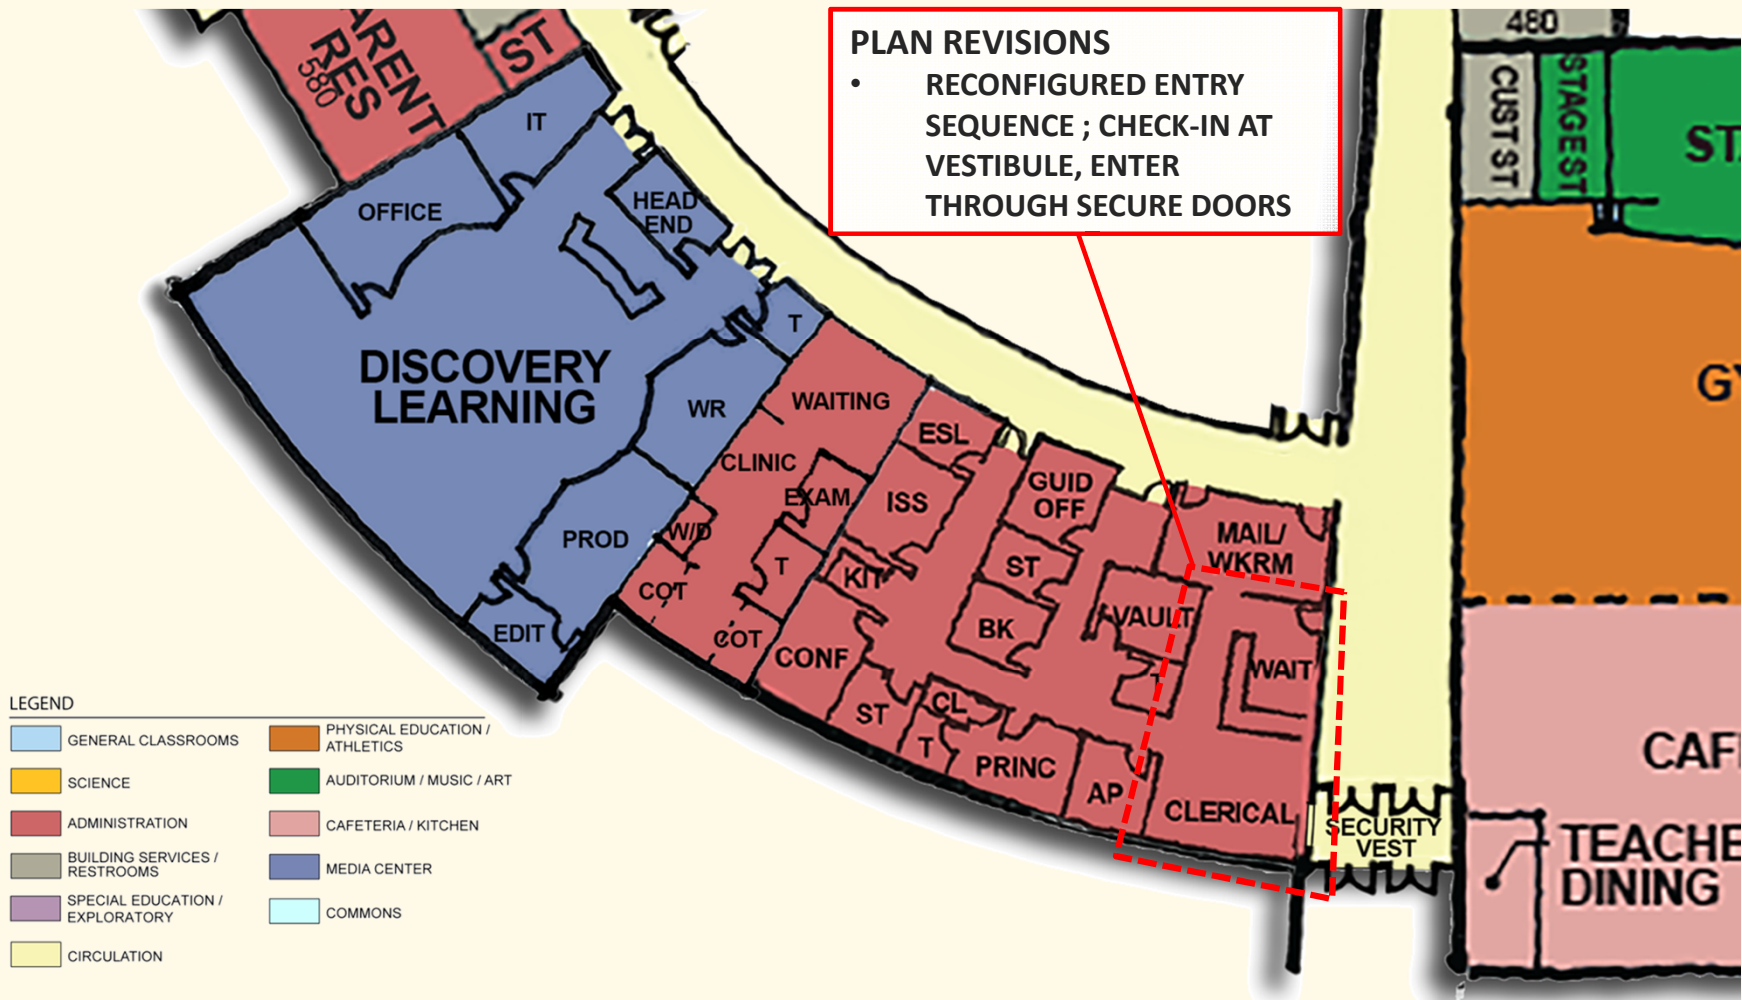 PLAN REVISIONS
• RECONFIGURED ENTRY
SEQUENCE ; CHECK-IN AT
VESTIBULE, ENTER
THROUGH SECURE DOORS
ARENT
RES
580
ST
480
CUST ST
STAGE ST
ST
GY
IT
OFFICE
HEAD
END
T
DISCOVERY
LEARNING
WR
PROD
EDIT
WAITING
CLINIC
EXAM
W/D
T
COT
COT
ESL
ISS
KIT
CONF
ST
GUID
OFF
ST
BK
CL
T
PRINC
AP
MAIL/
WKRM
VAULT
T
WAIT
CLERICAL
SECURITY
VEST
CAF
TEACHE
DINING
LEGEND
GENERAL CLASSROOMS
SCIENCE
ADMINISTRATION
BUILDING SERVICES /
RESTROOMS
SPECIAL EDUCATION /
EXPLORATORY
CIRCULATION
PHYSICAL EDUCATION /
ATHLETICS
AUDITORIUM / MUSIC / ART
CAFETERIA / KITCHEN
MEDIA CENTER
COMMONS